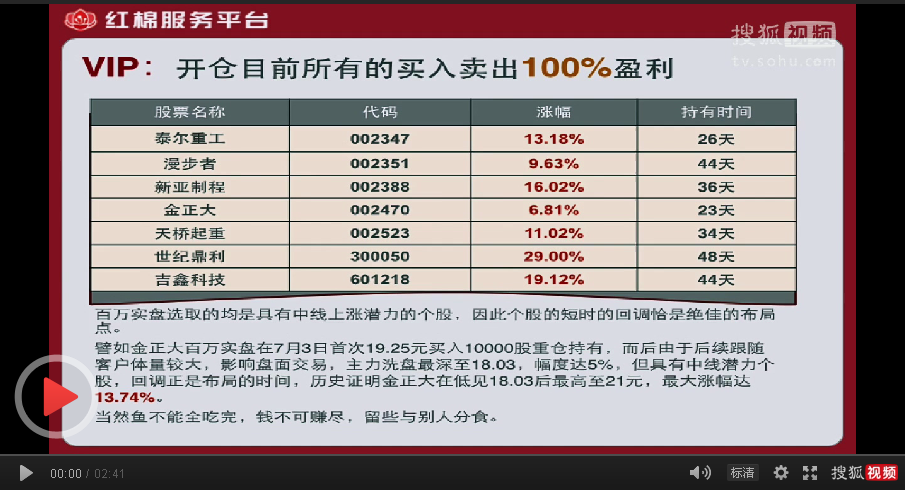 红棉服务平台
搜狐视频
tv.sohu.com
VIP：开仓目前所有的买入卖出100%盈利
股票名称 代码 涨幅 持有时间
泰尔重工 002347 13.18% 26天
漫步者 002351 9.63% 44天
新亚制程 002388 16.02% 36天
金正大 002470 6.81% 23天
天桥起重 002523 11.02% 34天
世纪鼎利 300050 29.00% 48天
吉鑫科技 601218 19.12% 44天
百万实盘选取的均是具有中线上涨潜力的个股，因此个股的短时的回调恰是绝佳的布局
点。
譬如金正大百万实盘在7月3日首次19.25元买入10000股重仓持有，而后由于后续跟随
客户体量较大，影响盘面交易，主力洗盘最深至18.03，幅度达5%，但具有中线潜力个
股，回调正是布局的时间，历史证明金正大在低见18.03后最高至21元，最大涨幅达
13.74%。
当然鱼不能全吃完，钱不可赚尽，留些与别人分食。
00:00 / 02:41
标清
搜狐视频